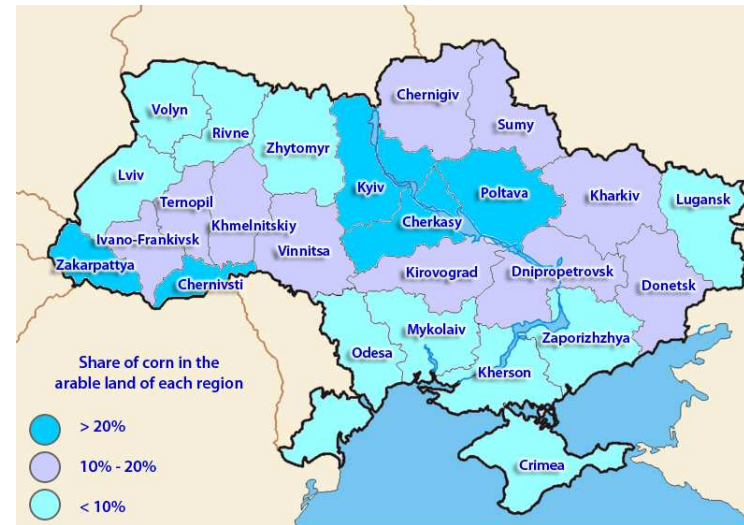 Chernigiv
Volyn
Sumy
Rivne
Zhytomyr
Lviv
Kyiv
Poltava
Kharkiv
Lugansk
Ternopil
Cherkasy
Khmelnitskiy
Ivano-Frankivsk
Vinnitsa
Zakarpattya
Kirovograd
Dnipropetrovsk
Chernivsti
Donetsk
Mykolaiv
Zaporizhzhya
Odesa
Kherson
Crimea
Share of corn in the
arable land of each region
> 20%
10% - 20%
< 10%